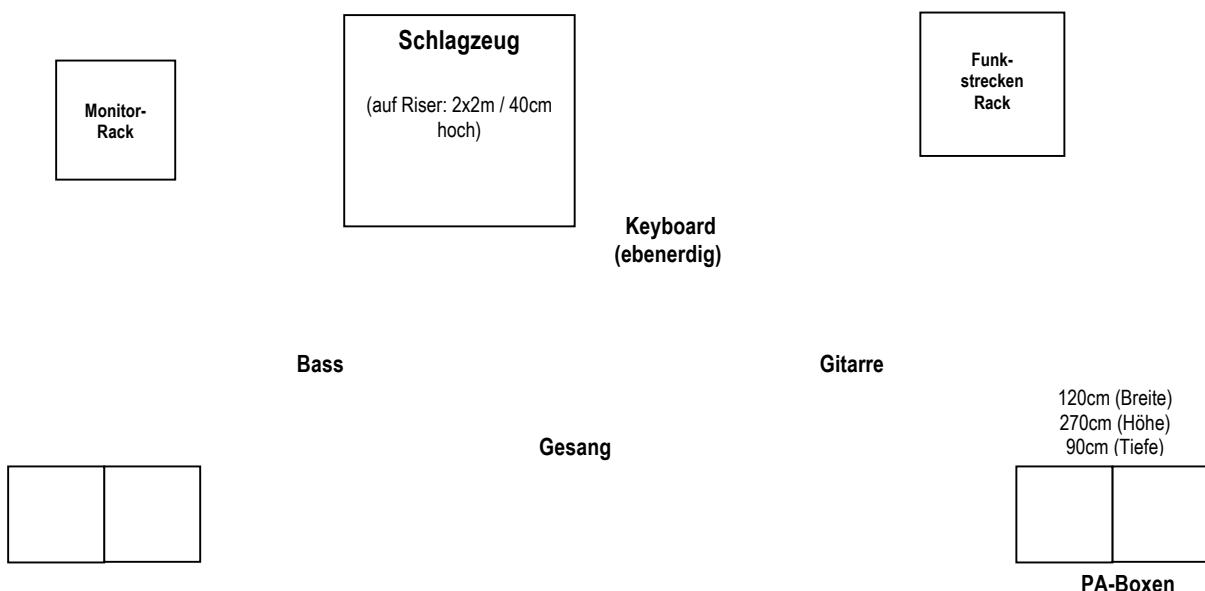 Schlagzeug
(auf Riser: 2x2m / 40cm
hoch)
Monitor-
Rack
Funk-
strecken
Rack
Keyboard
(ebenerdig)
Bass
Gitarre
Gesang
120cm (Breite)
270cm (Höhe)
90cm (Tiefe)
PA-Boxen